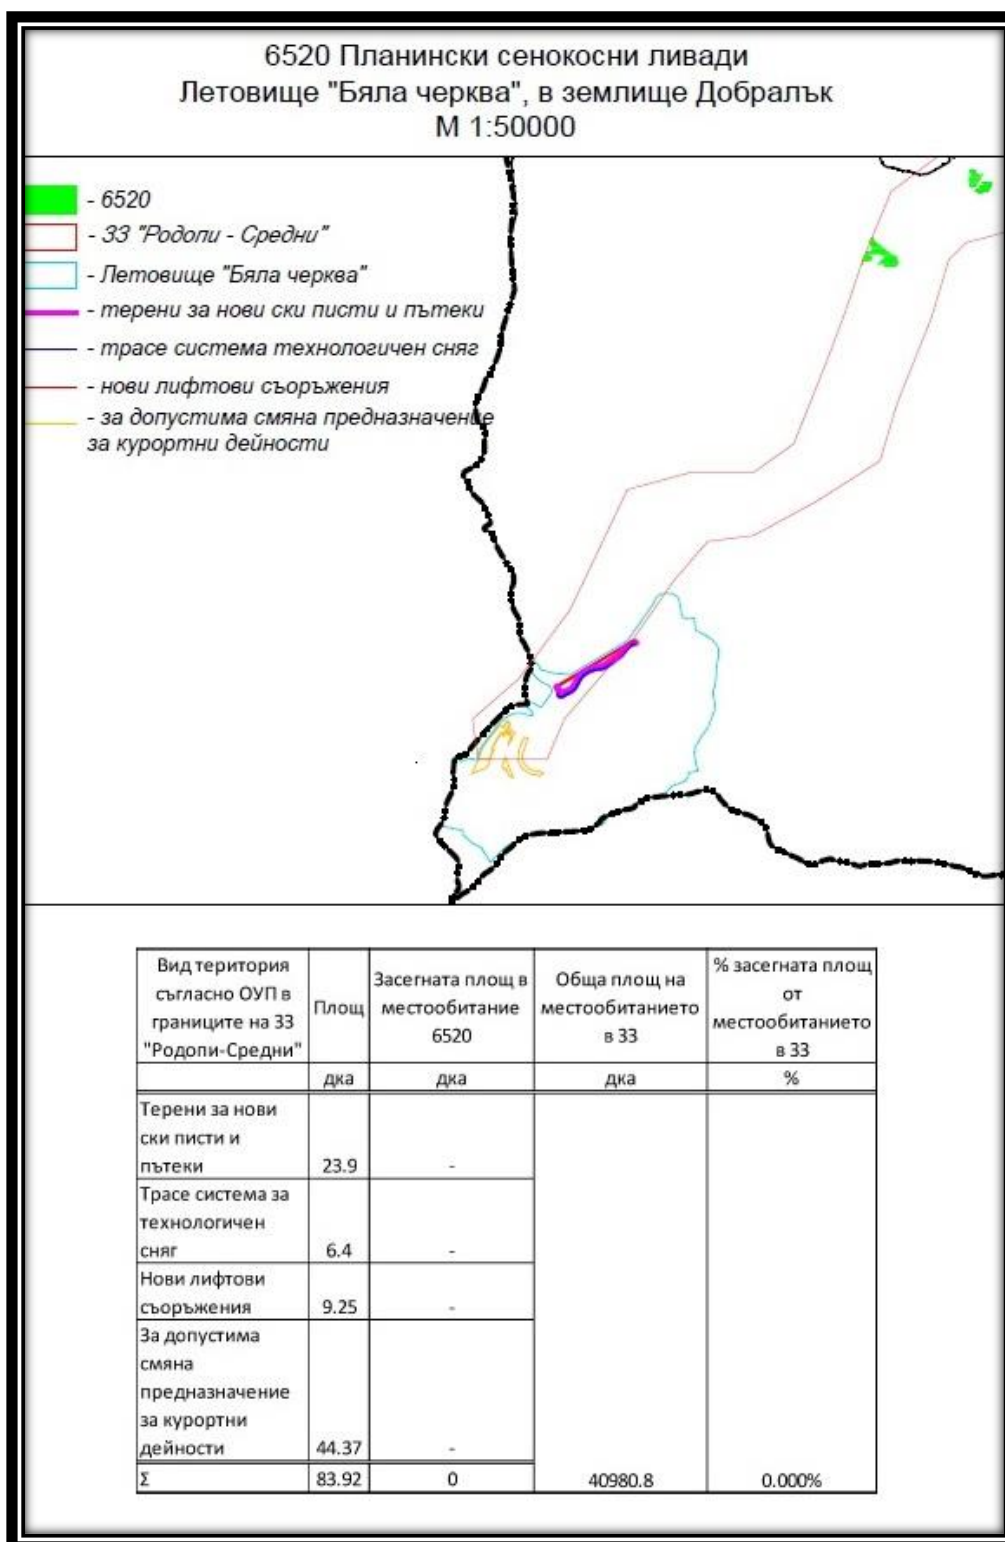 6520 Планински сенокосни ливади
Летовище "Бяла черква", в землище Добралък
М 1:50000
- 6520
- ЗЗ "Родопи - Средни"
- Летовище "Бяла черква"
- терени за нови ски писти и пътеки
- трасе система технологичен сняг
- нови лифтови съоръжения
- за допустима смяна предназначение
за курортни дейности
Вид територия
съгласно ОУП в
границите на ЗЗ
"Родопи-Средни"
Площ
Засегната площ в
местообитание
6520
Обща площ на
местообитанието
в ЗЗ
% засегната площ
от
местообитанието
в ЗЗ
дка
дка
дка
%
Терени за нови
ски писти и
пътеки
23.9
-
Трасе система за
технологичен
сняг
6.4
-
Нови лифтови
съоръжения
9.25
-
За допустима
смяна
предназначение
за курортни
дейности
44.37
-
Σ
83.92
0
40980.8
0.000%